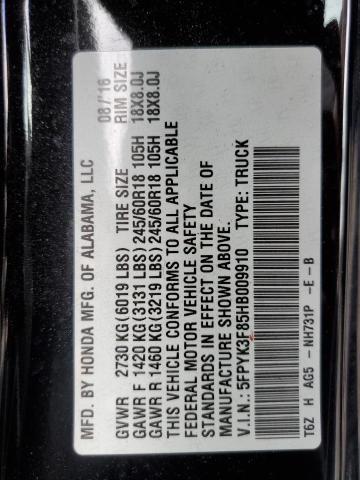 MFD. BY HONDA MFG. OF ALABAMA, LLC 08/'16
GVWR 2730 KG(6019 LBS) TIRE SIZE RIM SIZE
GAWR F 1420 KG(3131 LBS) 245/60R18 105H 18X8.0J
GAWR R 1460 KG(3219 LBS) 245/60R18 105H 18X8.0J
THIS VEHICLE CONFORMS TO ALL APPLICABLE
FEDERAL MOTOR VEHICLE SAFETY
STANDARDS IN EFFECT ON THE DATE OF
MANUFACTURE SHOWN ABOVE.
V.I.N.: 5FPYK3F85HB009910 TYPE: TRUCK
T6Z H AG5 - NH731P -E -B